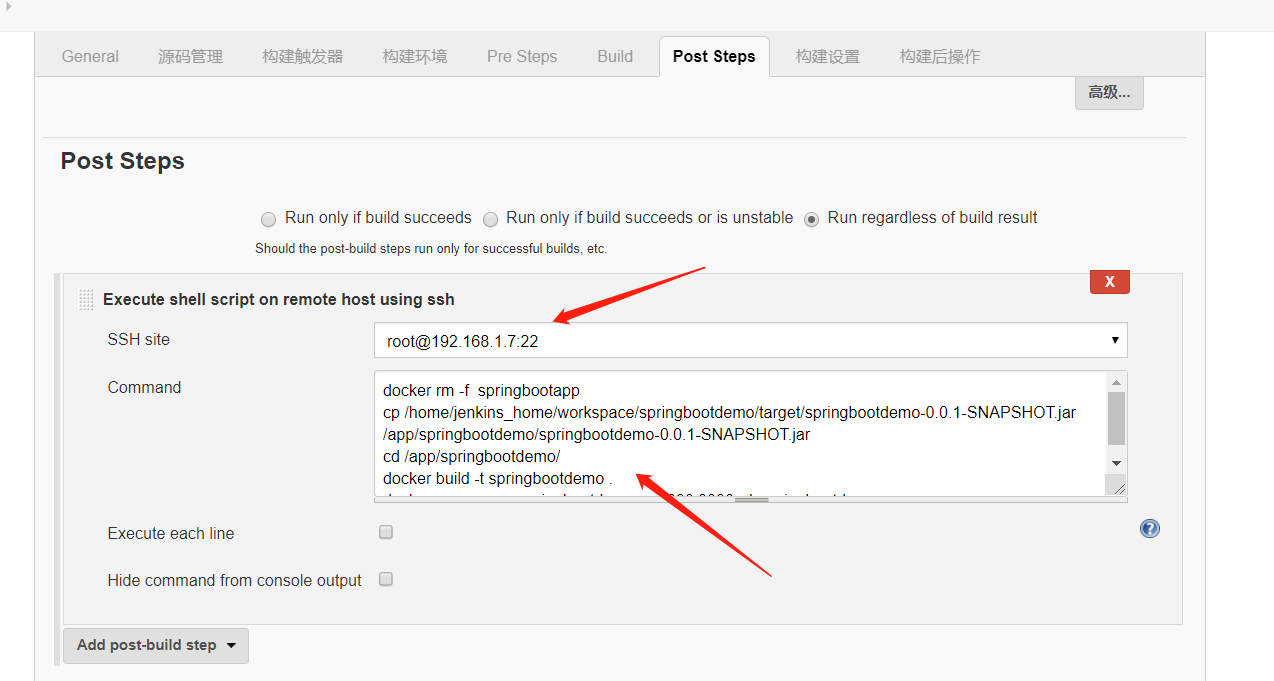 General 源码管理 构建触发器 构建环境 Pre Steps Build Post Steps 构建设置 构建后操作
高级...
Post Steps
Run only if build succeeds Run only if build succeeds or is unstable Run regardless of build result
Should the post-build steps run only for successful builds, etc.
X
Execute shell script on remote host using ssh
SSH site root@192.168.1.7:22
Command
docker rm -f springbootapp
cp /home/jenkins_home/workspace/springbootdemo/target/springbootdemo-0.0.1-SNAPSHOT.jar
/app/springbootdemo/springbootdemo-0.0.1-SNAPSHOT.jar
cd /app/springbootdemo/
docker build -t springbootdemo .
Execute each line
Hide command from console output
Add post-build step